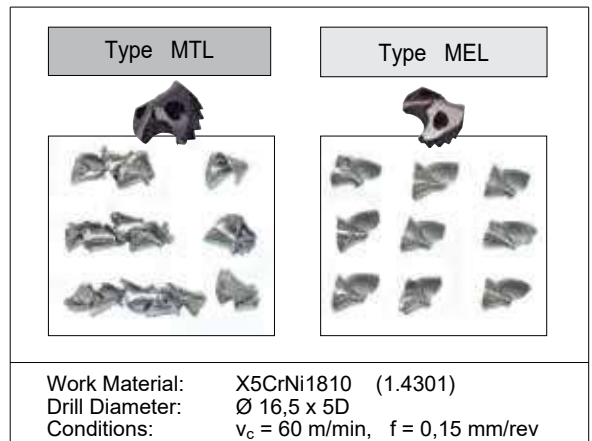 Type MTL
Type MEL
Work Material: X5CrNi1810 (1.4301)
Drill Diameter: Ø 16,5 x 5D
Conditions: vc = 60 m/min, f = 0,15 mm/rev